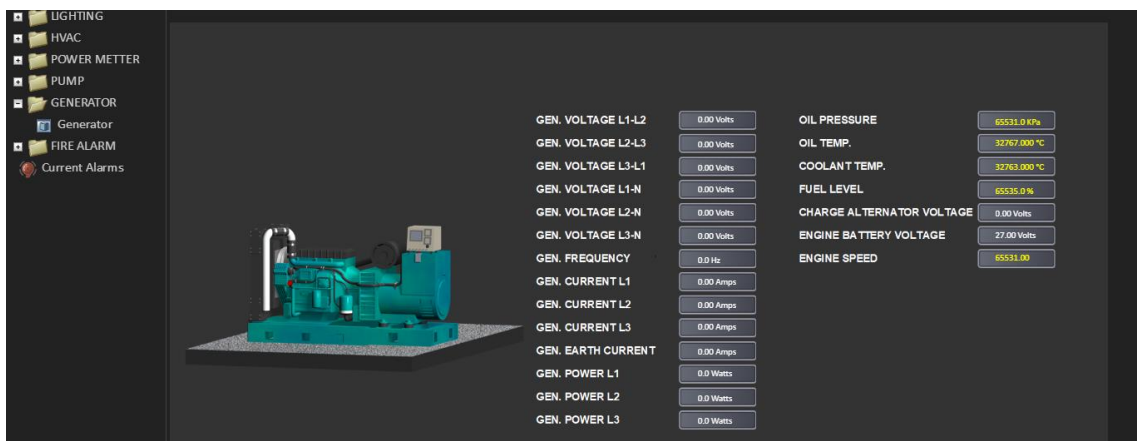 LIGHTING
HVAC
POWER METTER
PUMP
GENERATOR
Generator
FIRE ALARM
Current Alarms
GEN. VOLTAGE L1-L2 0.00 Volts
GEN. VOLTAGE L2-L3 0.00 Volts
GEN. VOLTAGE L3-L1 0.00 Volts
GEN. VOLTAGE L1-N 0.00 Volts
GEN. VOLTAGE L2-N 0.00 Volts
GEN. VOLTAGE L3-N 0.00 Volts
GEN. FREQUENCY 0.0 Hz
GEN. CURRENT L1 0.00 Amps
GEN. CURRENT L2 0.00 Amps
GEN. CURRENT L3 0.00 Amps
GEN. EARTH CURRENT 0.00 Amps
GEN. POWER L1 0.0 Watts
GEN. POWER L2 0.0 Watts
GEN. POWER L3 0.0 Watts
OIL PRESSURE 65531.0 KPa
OIL TEMP. 32767.000 °C
COOLANT TEMP. 32763.000 °C
FUEL LEVEL 65535.0 %
CHARGE ALTERNATOR VOLTAGE 0.00 Volts
ENGINE BATTERY VOLTAGE 27.00 Volts
ENGINE SPEED 65531.00